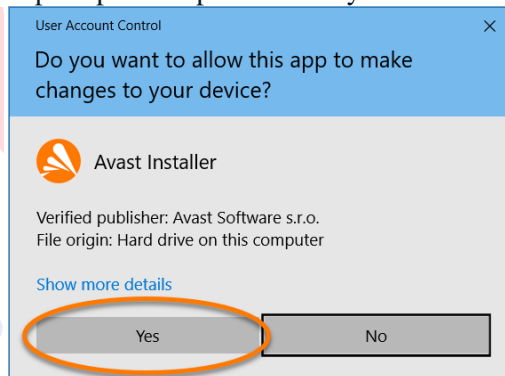 User Account Control
Do you want to allow this app to make
changes to your device?
Avast Installer
Verified publisher: Avast Software s.r.o.
File origin: Hard drive on this computer
Show more details
Yes No